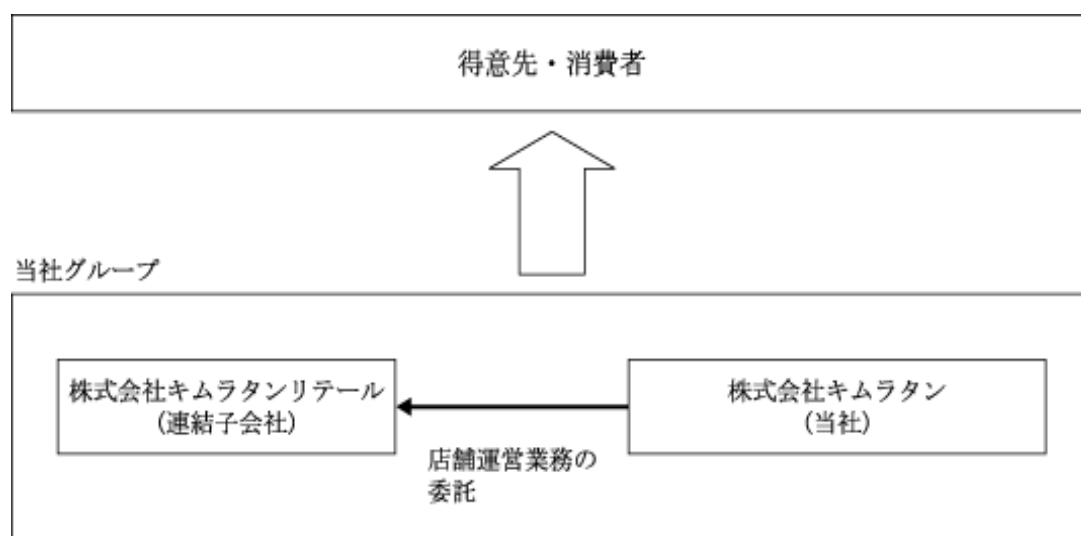 得意先・消費者
当社グループ
株式会社キムラタンリテール
(連結子会社)
株式会社キムラタン
(当社)
店舗運営業務の
委託